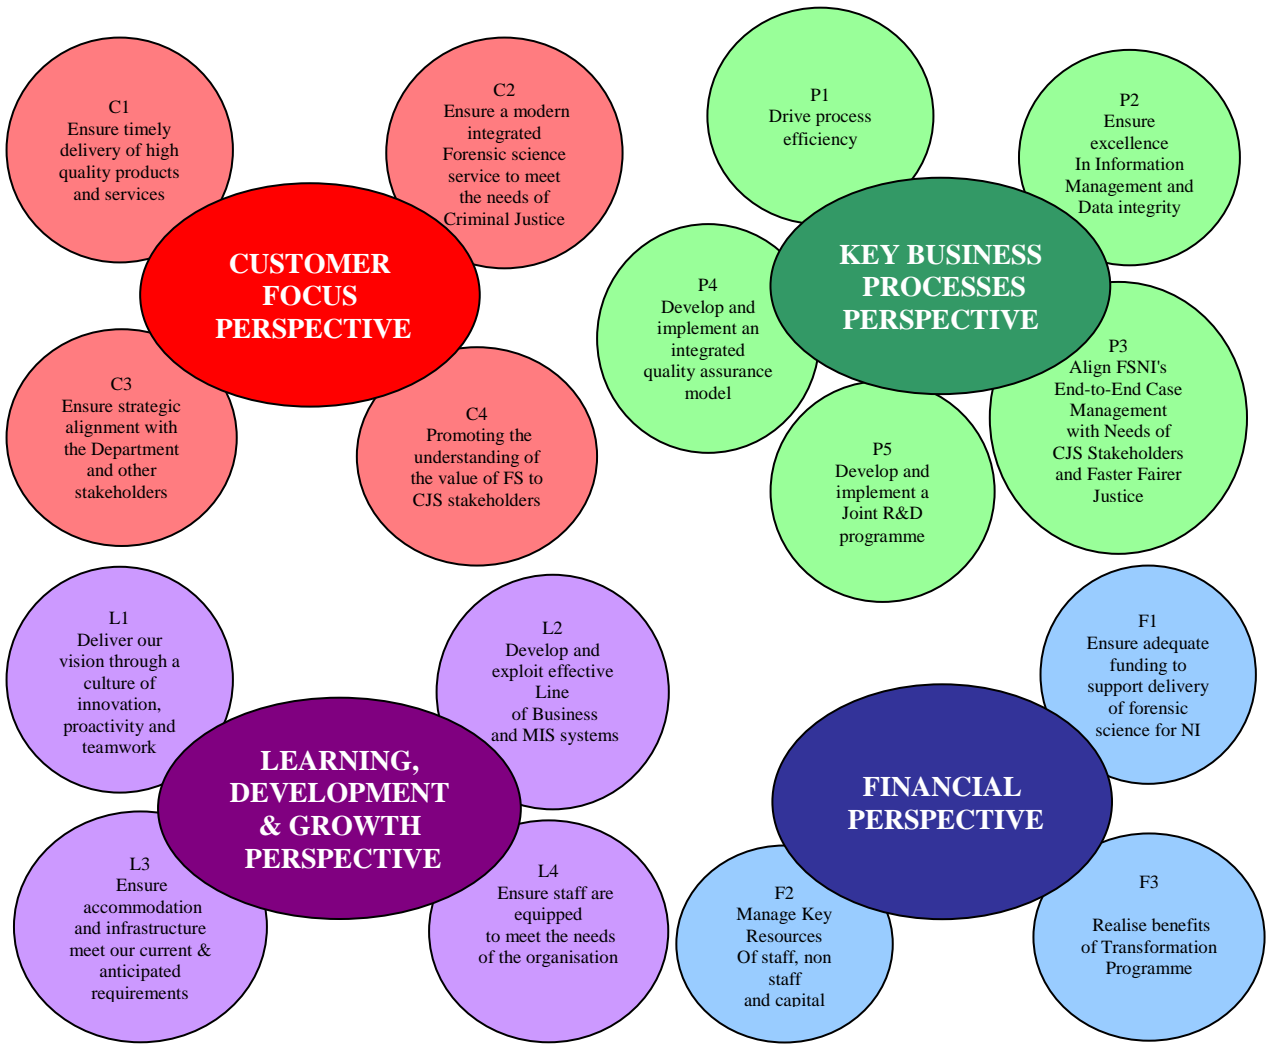 C1
Ensure timely
delivery of high
quality products
and services
C2
Ensure a modern
integrated
Forensic science
service to meet
the needs of
Criminal Justice
CUSTOMER
FOCUS
PERSPECTIVE
C3
Ensure strategic
alignment with
the Department
and other
stakeholders
C4
Promoting the
understanding of
the value of FS to
CJS stakeholders
P1
Drive process
efficiency
P2
Ensure
excellence
In Information
Management and
Data integrity
KEY BUSINESS
PROCESSES
PERSPECTIVE
P4
Develop and
implement an
integrated
quality assurance
model
P3
Align FSNI's
End-to-End Case
Management
with Needs of
CJS Stakeholders
and Faster Fairer
Justice
P5
Develop and
implement a
Joint R&D
programme
L1
Deliver our
vision through a
culture of
innovation,
proactivity and
teamwork
L2
Develop and
exploit effective
Line
of Business
and MIS systems
LEARNING,
DEVELOPMENT
& GROWTH
PERSPECTIVE
L3
Ensure
accommodation
and infrastructure
meet our current &
anticipated
requirements
L4
Ensure staff are
equipped
to meet the needs
of the organisation
F1
Ensure adequate
funding to
support delivery
of forensic
science for NI
FINANCIAL
PERSPECTIVE
F2
Manage Key
Resources
Of staff, non
staff
and capital
F3
Realise benefits
of Transformation
Programme